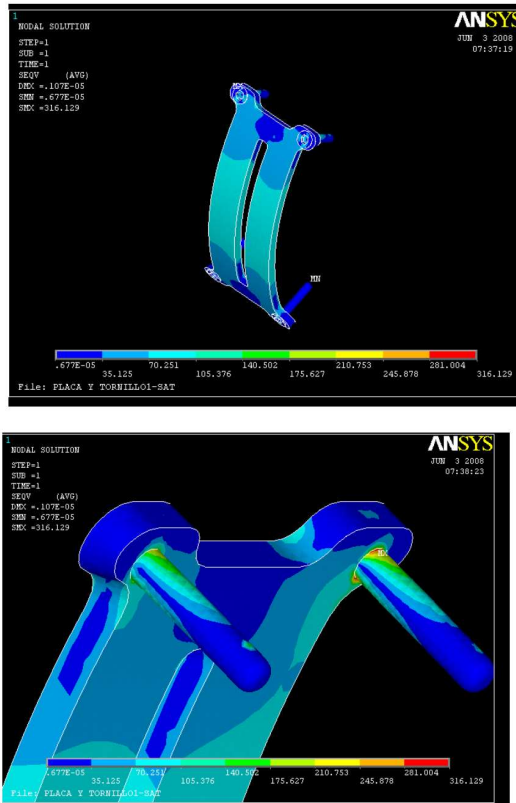 1
NODAL SOLUTION
ANSYS
JUN 3 2008
07:37:19
STEP=1
SUB =1
TIME=1
SEQV (AVG)
DMX =.107E-05
SMN =.677E-05
SMX =316.129
MX
MN
.677E-05 70.251 140.502 210.753 281.004
35.125 105.376 175.627 245.878 316.129
File: PLACA Y TORNILLO1-SAT
1
NODAL SOLUTION
ANSYS
JUN 3 2008
07:38:23
STEP=1
SUB =1
TIME=1
SEQV (AVG)
DMX =.107E-05
SMN =.677E-05
SMX =316.129
MX
.677E-05 70.251 140.502 210.753 281.004
35.125 105.376 175.627 245.878 316.129
File: PLACA Y TORNILLO1-SAT